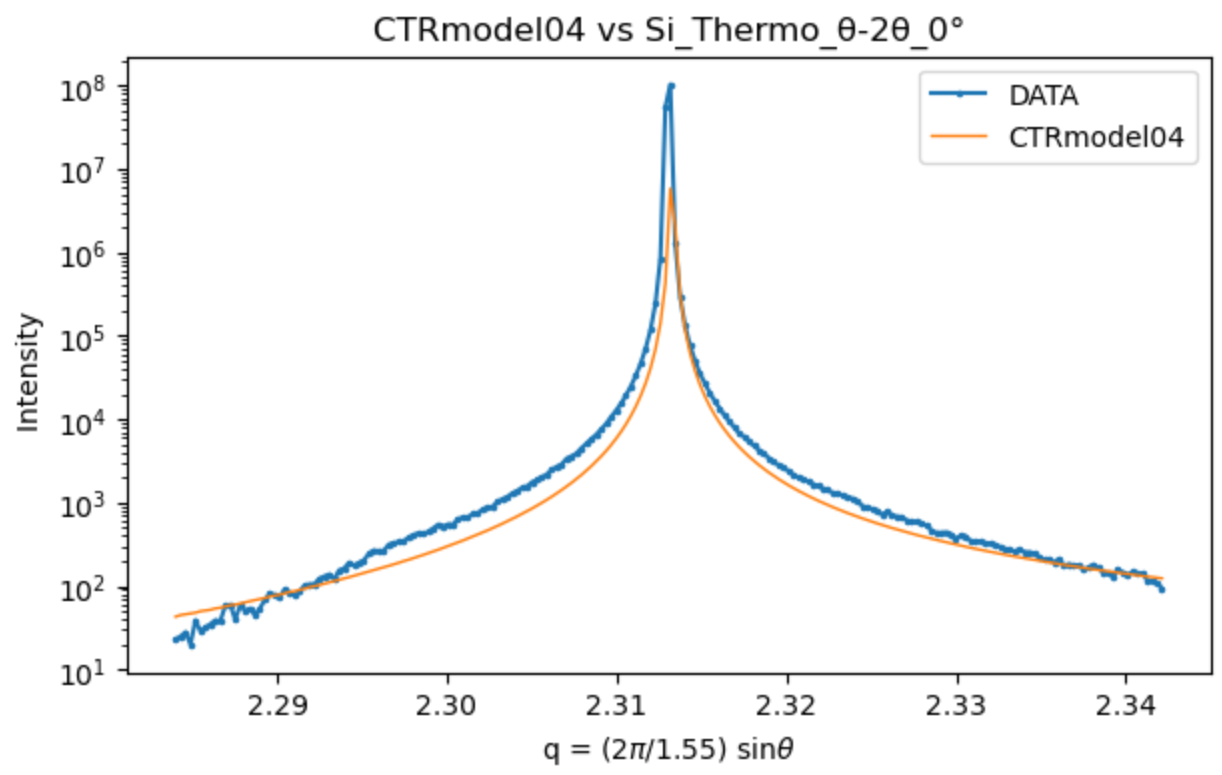 CTRmodel04 vs Si_Thermo_θ-2θ_0°
DATA
CTRmodel04
10⁸
10⁷
10⁶
10⁵
10⁴
10³
10²
10¹
Intensity
2.29 2.30 2.31 2.32 2.33 2.34
q = (2π/1.55) sinθ